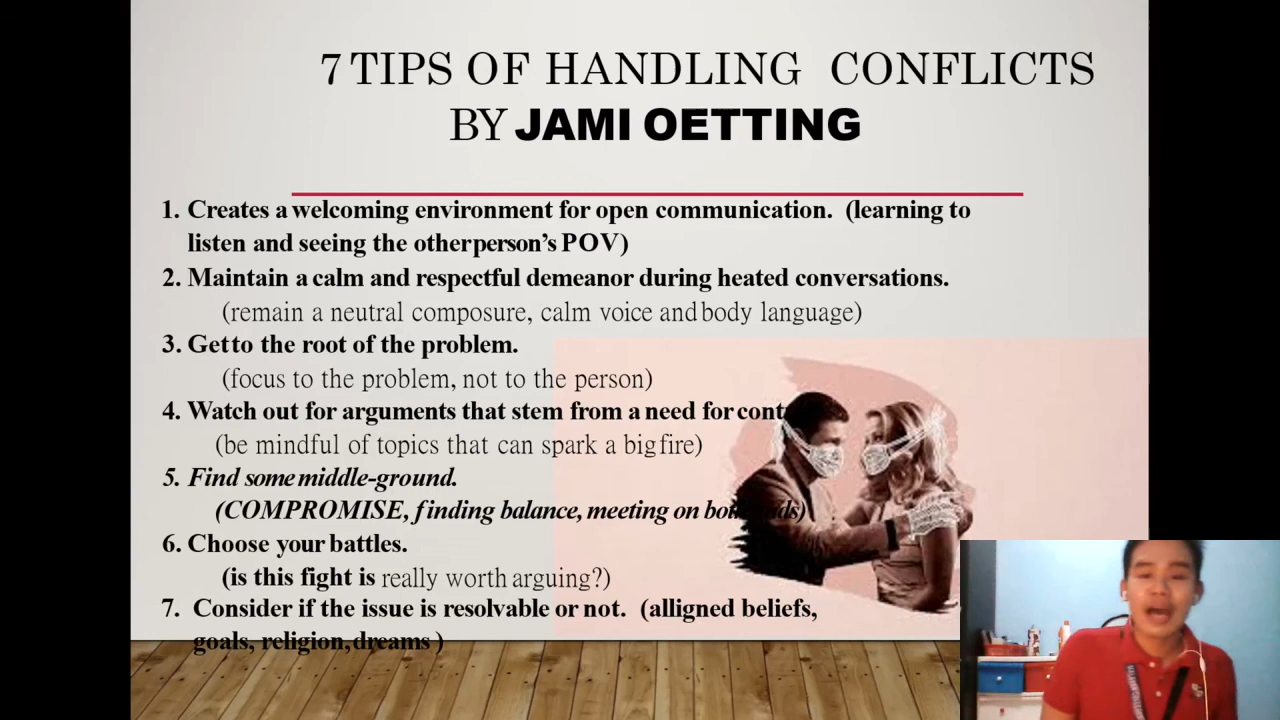 7 TIPS OF HANDLING CONFLICTS
BY JAMI OETTING
1. Creates a welcoming environment for open communication. (learning to
listen and seeing the other person's POV)
2. Maintain a calm and respectful demeanor during heated conversations.
(remain a neutral composure, calm voice and body language)
3. Get to the root of the problem.
(focus to the problem, not to the person)
4. Watch out for arguments that stem from a need for
(be mindful of topics that can spark a big fire)
5. Find some middle-ground.
(COMPROMISE, finding balance, meeting on
6. Choose your battles.
(is this fight is really worth arguing?)
7. Consider if the issue is resolvable or not. (alligned beliefs,
goals, religion, dreams )